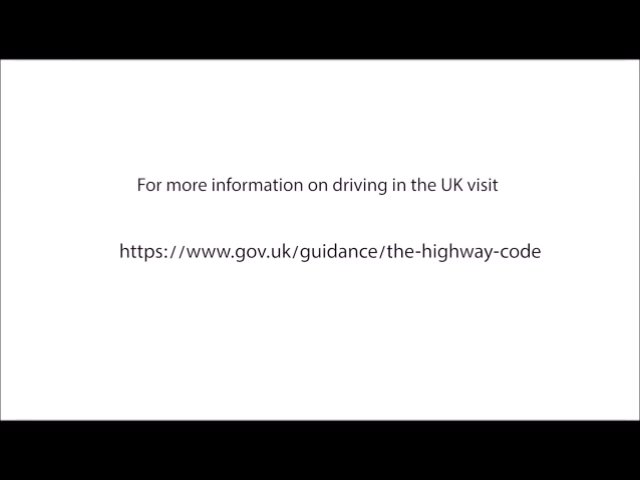 For more information on driving in the UK visit
https://www.gov.uk/guidance/the-highway-code